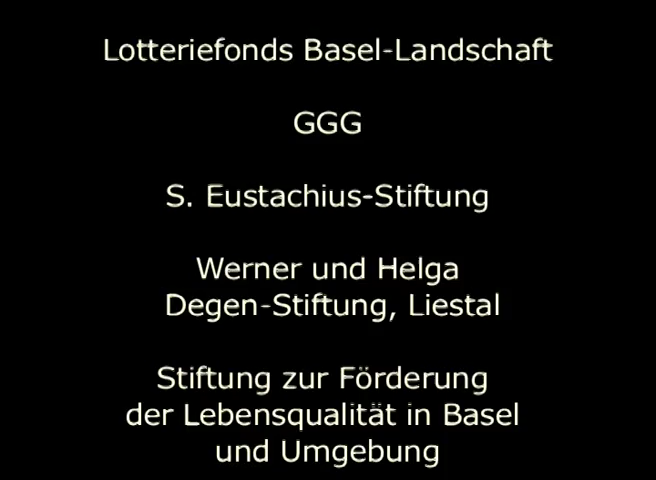 Lotteriefonds Basel-Landschaft
GGG
S. Eustachius-Stiftung
Werner und Helga
Degen-Stiftung, Liestal
Stiftung zur Förderung
der Lebensqualität in Basel
und Umgebung